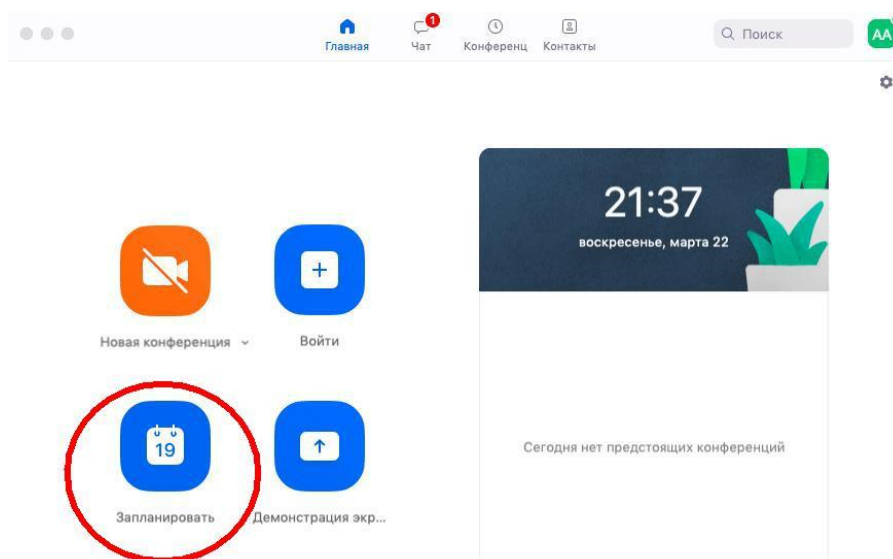 1
Главная
Чат
Конференц
Контакты
Поиск
AA
21:37
воскресенье, марта 22
Новая конференция
Войти
19
Запланировать
Демонстрация экр...
Сегодня нет предстоящих конференций